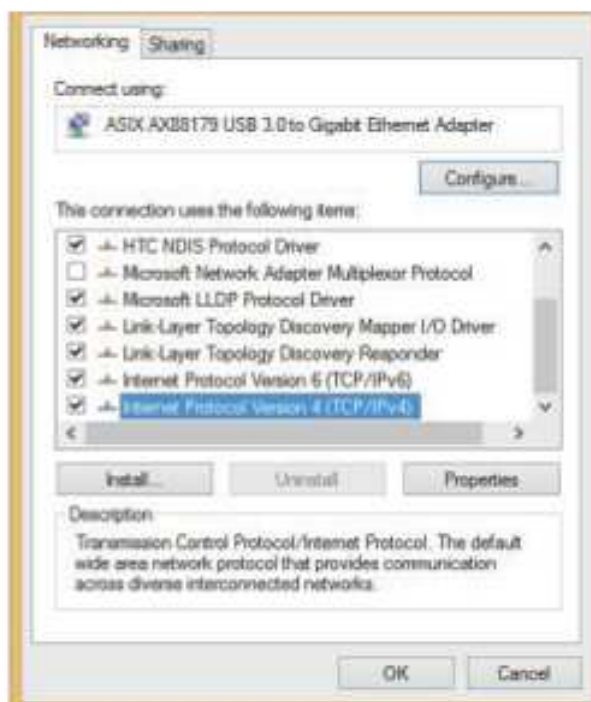 Networking Sharing
Connect using:
ASIX AX88179 USB 3.0 to Gigabit Ethernet Adapter
Configure...
This connection uses the following items:
HTC NDIS Protocol Driver
Microsoft Network Adapter Multiplexor Protocol
Microsoft LLDP Protocol Driver
Link-Layer Topology Discovery Mapper I/O Driver
Link-Layer Topology Discovery Responder
Internet Protocol Version 6 (TCP/IPv6)
Internet Protocol Version 4 (TCP/IPv4)
Install... Uninstall Properties
Description
Transmission Control Protocol/Internet Protocol. The default
wide area network protocol that provides communication
across diverse interconnected networks.
OK Cancel